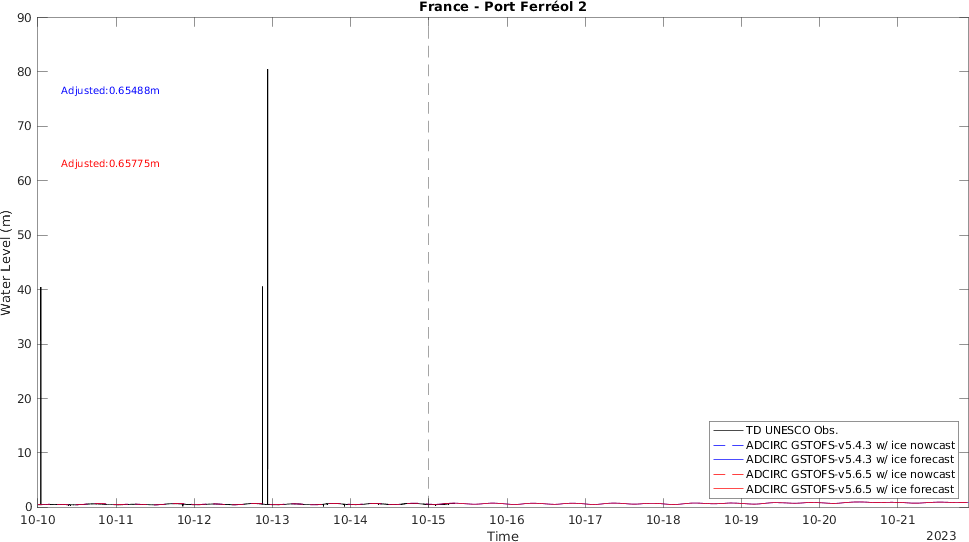 France - Port Ferréol 2
90
80
70
60
50
40
30
20
10
0
Water Level (m)
Adjusted:0.65488m
Adjusted:0.65775m
TD UNESCO Obs.
ADCIRC GSTOFS-v5.4.3 w/ ice nowcast
ADCIRC GSTOFS-v5.4.3 w/ ice forecast
ADCIRC GSTOFS-v5.6.5 w/ ice nowcast
ADCIRC GSTOFS-v5.6.5 w/ ice forecast
10-10 10-11 10-12 10-13 10-14 10-15 10-16 10-17 10-18 10-19 10-20 10-21
Time
2023